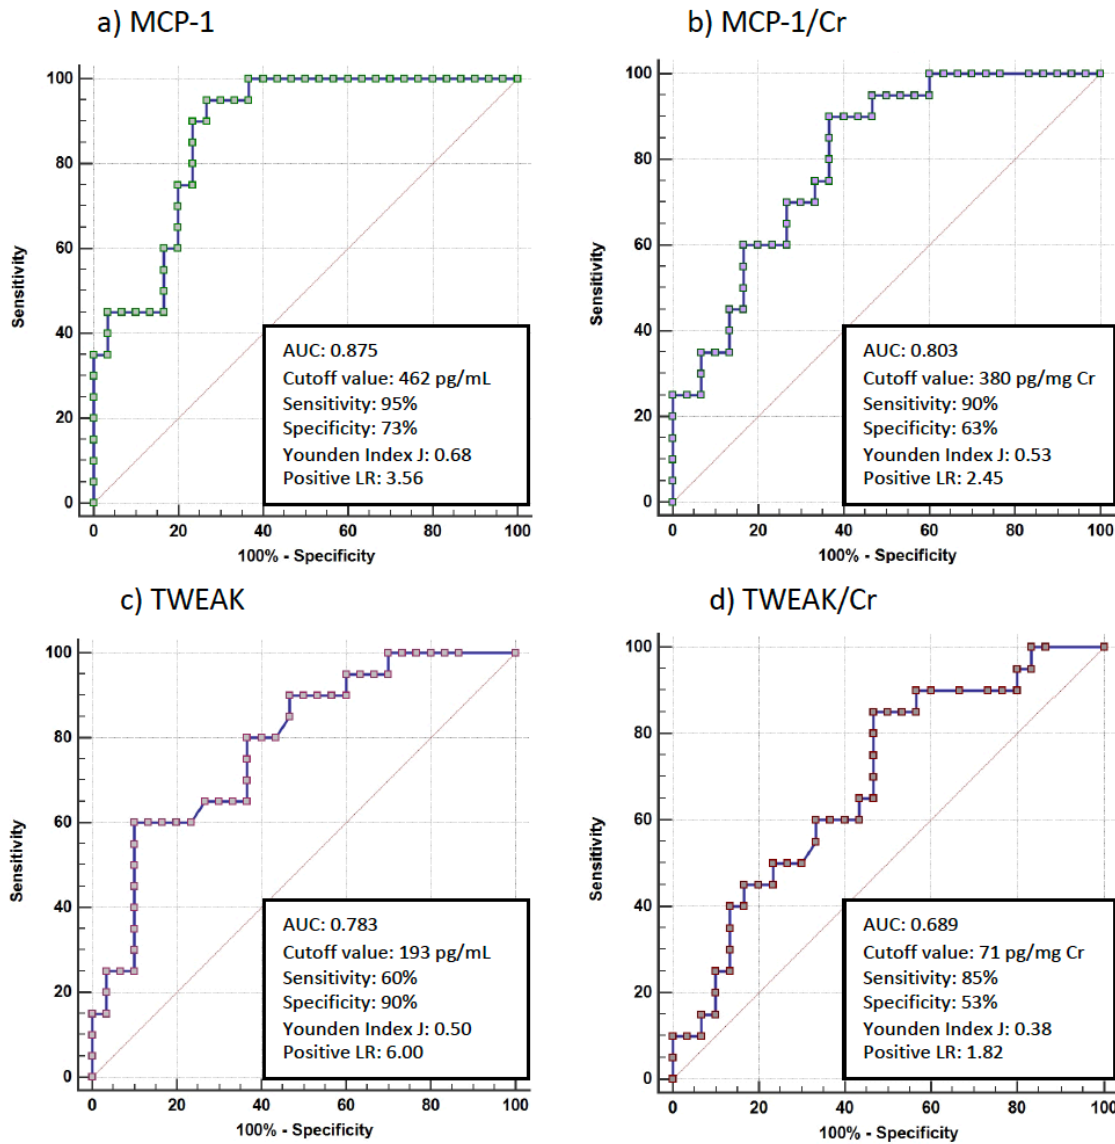 a) MCP-1
100
80
60
40
20
0
Sensitivity
AUC: 0.875
Cutoff value: 462 pg/mL
Sensitivity: 95%
Specificity: 73%
Younden Index J: 0.68
Positive LR: 3.56
0 20 40 60 80 100
100% - Specificity
b) MCP-1/Cr
100
80
60
40
20
0
Sensitivity
AUC: 0.803
Cutoff value: 380 pg/mg Cr
Sensitivity: 90%
Specificity: 63%
Younden Index J: 0.53
Positive LR: 2.45
0 20 40 60 80 100
100% - Specificity
c) TWEAK
100
80
60
40
20
0
Sensitivity
AUC: 0.783
Cutoff value: 193 pg/mL
Sensitivity: 60%
Specificity: 90%
Younden Index J: 0.50
Positive LR: 6.00
0 20 40 60 80 100
100% - Specificity
d) TWEAK/Cr
100
80
60
40
20
0
Sensitivity
AUC: 0.689
Cutoff value: 71 pg/mg Cr
Sensitivity: 85%
Specificity: 53%
Younden Index J: 0.38
Positive LR: 1.82
0 20 40 60 80 100
100% - Specificity